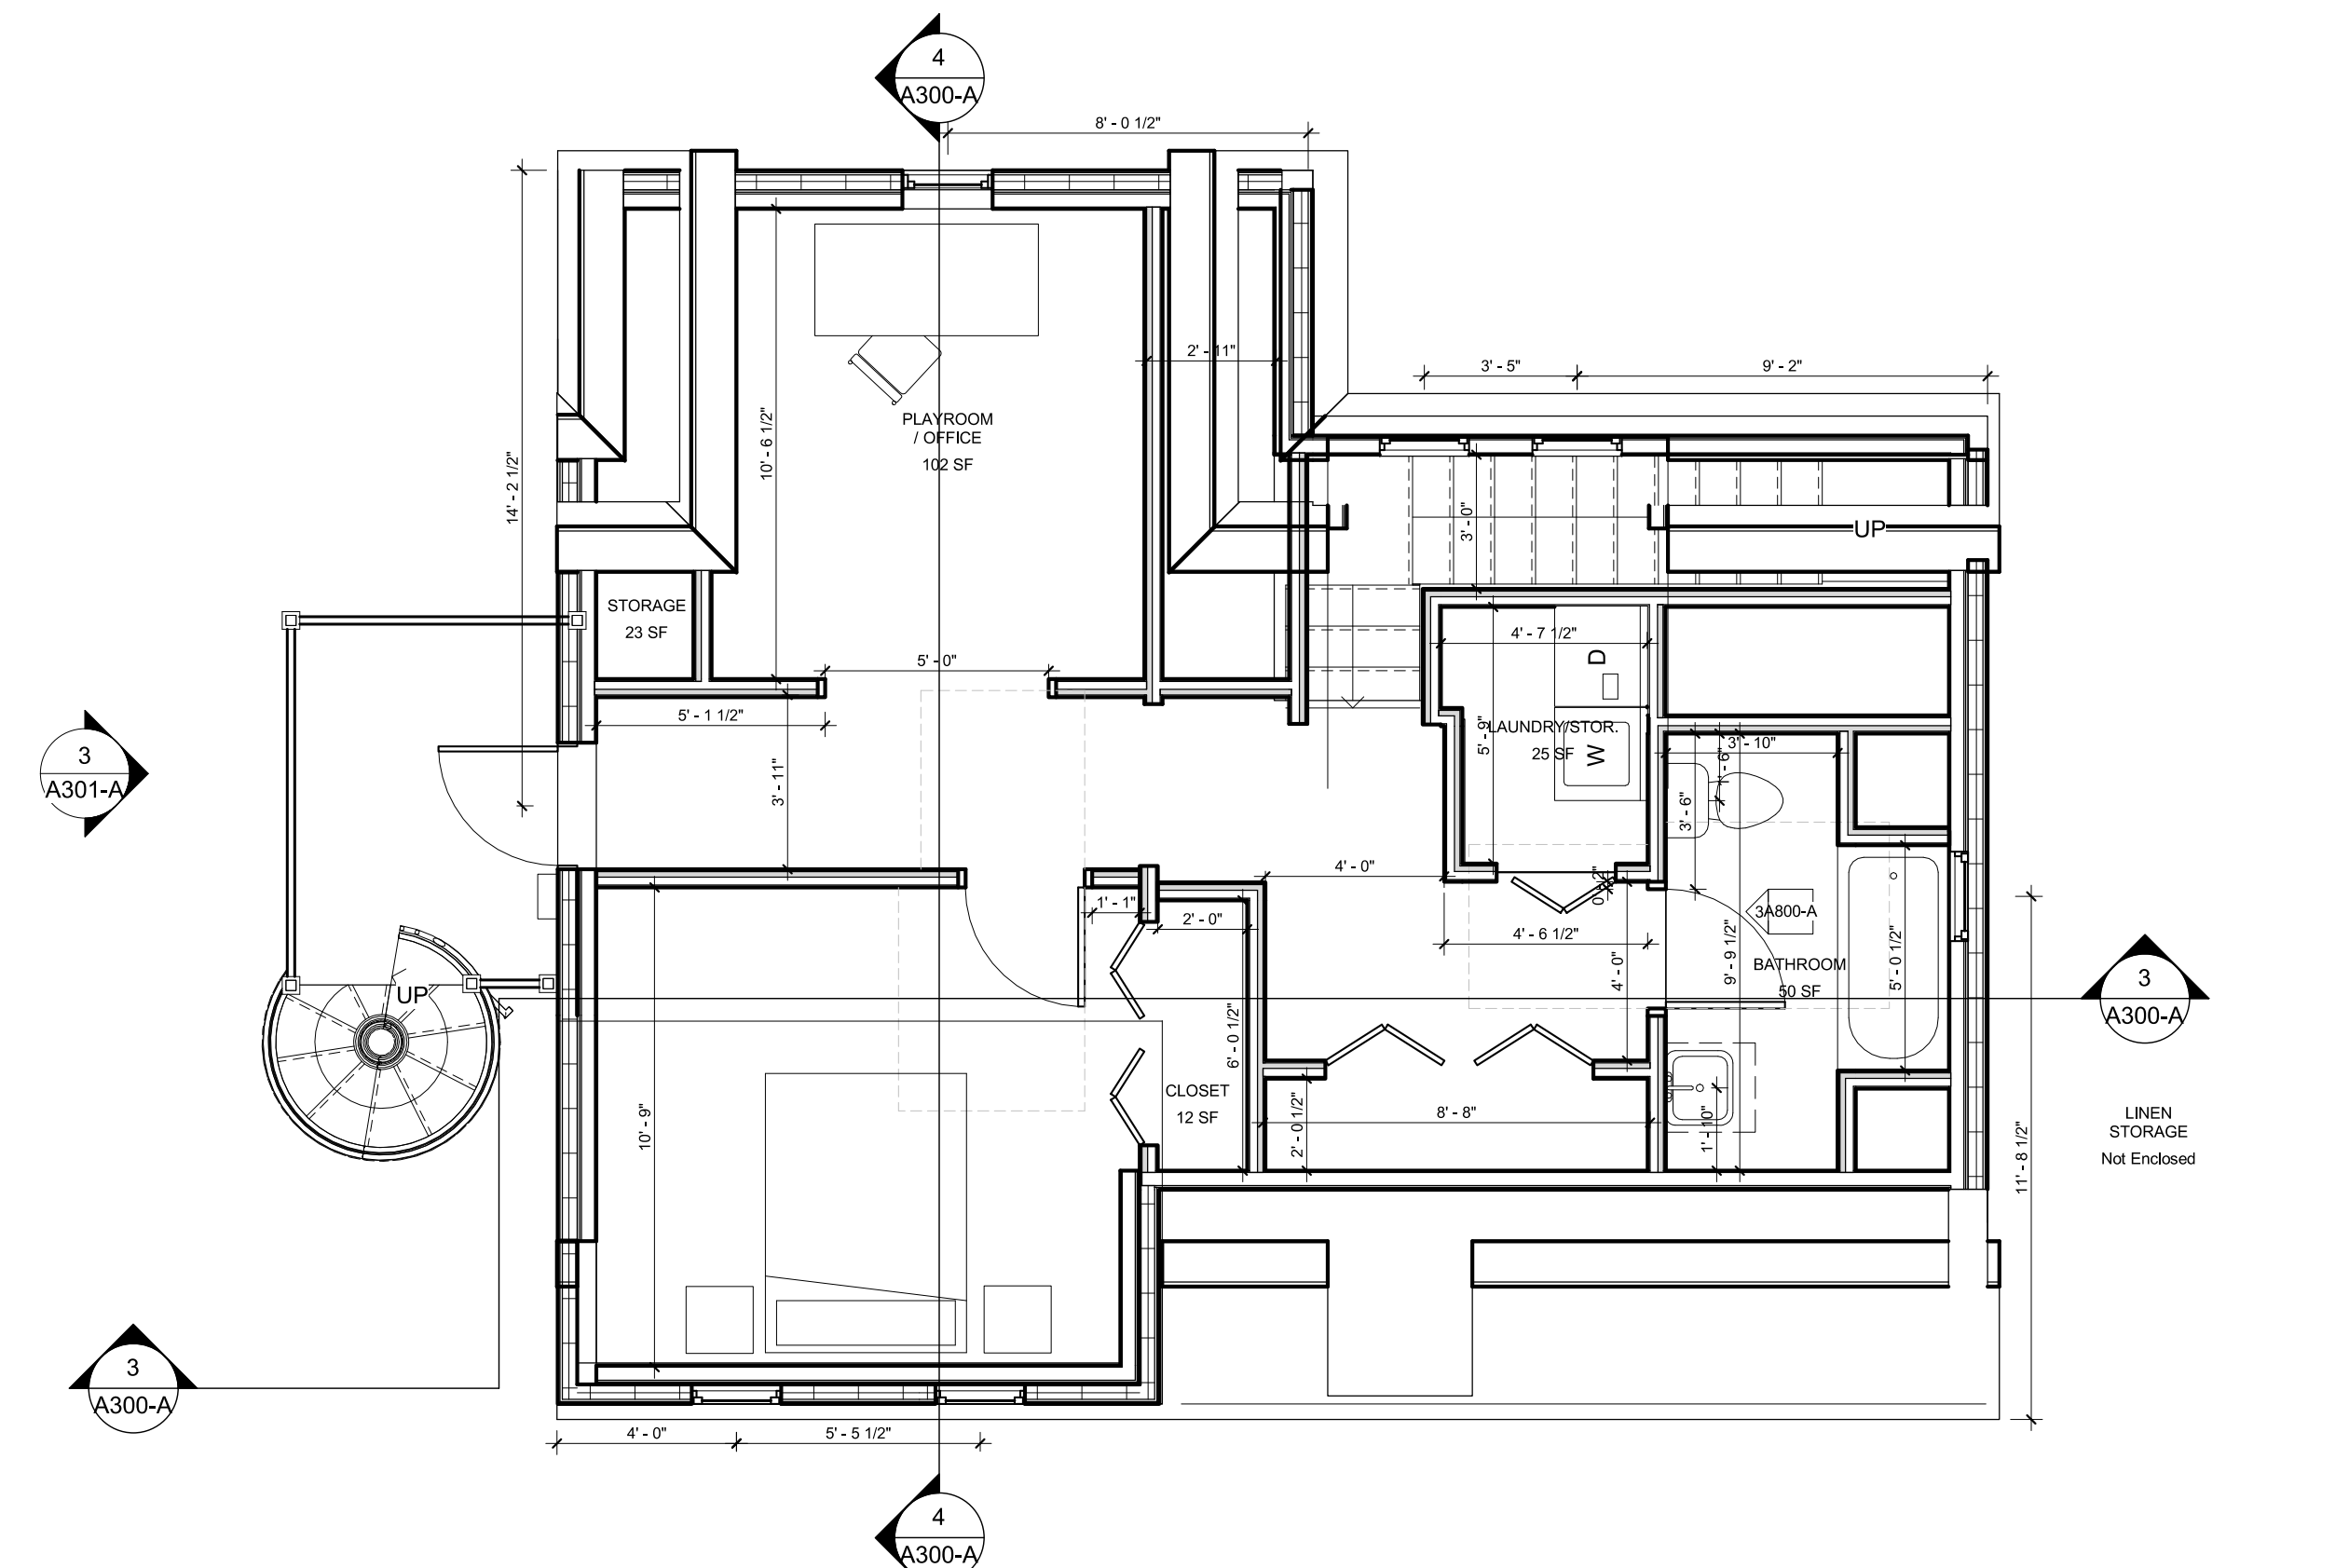 4
A300-A
8' - 0 1/2"
2' - 11"
3' - 5"
9' - 2"
PLAYROOM
/ OFFICE
102 SF
10' - 6 1/2"
14' - 2 1/2"
3' - 0"
UP
STORAGE
23 SF
4' - 7 1/2"
D
5' - 0"
5' - 1 1/2"
LAUNDRY/STOR.
25 SF
5' - 9"
W
3' - 10"
3' - 6"
3
A301-A
3' - 11"
4' - 0"
1' - 1"
2' - 0"
3A800-A
4' - 6 1/2"
4' - 0"
9' - 9 1/2"
BATHROOM
50 SF
5' - 0 1/2"
UP
3
A300-A
6' - 0 1/2"
CLOSET
12 SF
10' - 9"
2' - 0 1/2"
8' - 8"
1' - 10"
LINEN
STORAGE
Not Enclosed
11' - 8 1/2"
3
A300-A
4' - 0"
5' - 5 1/2"
4
A300-A